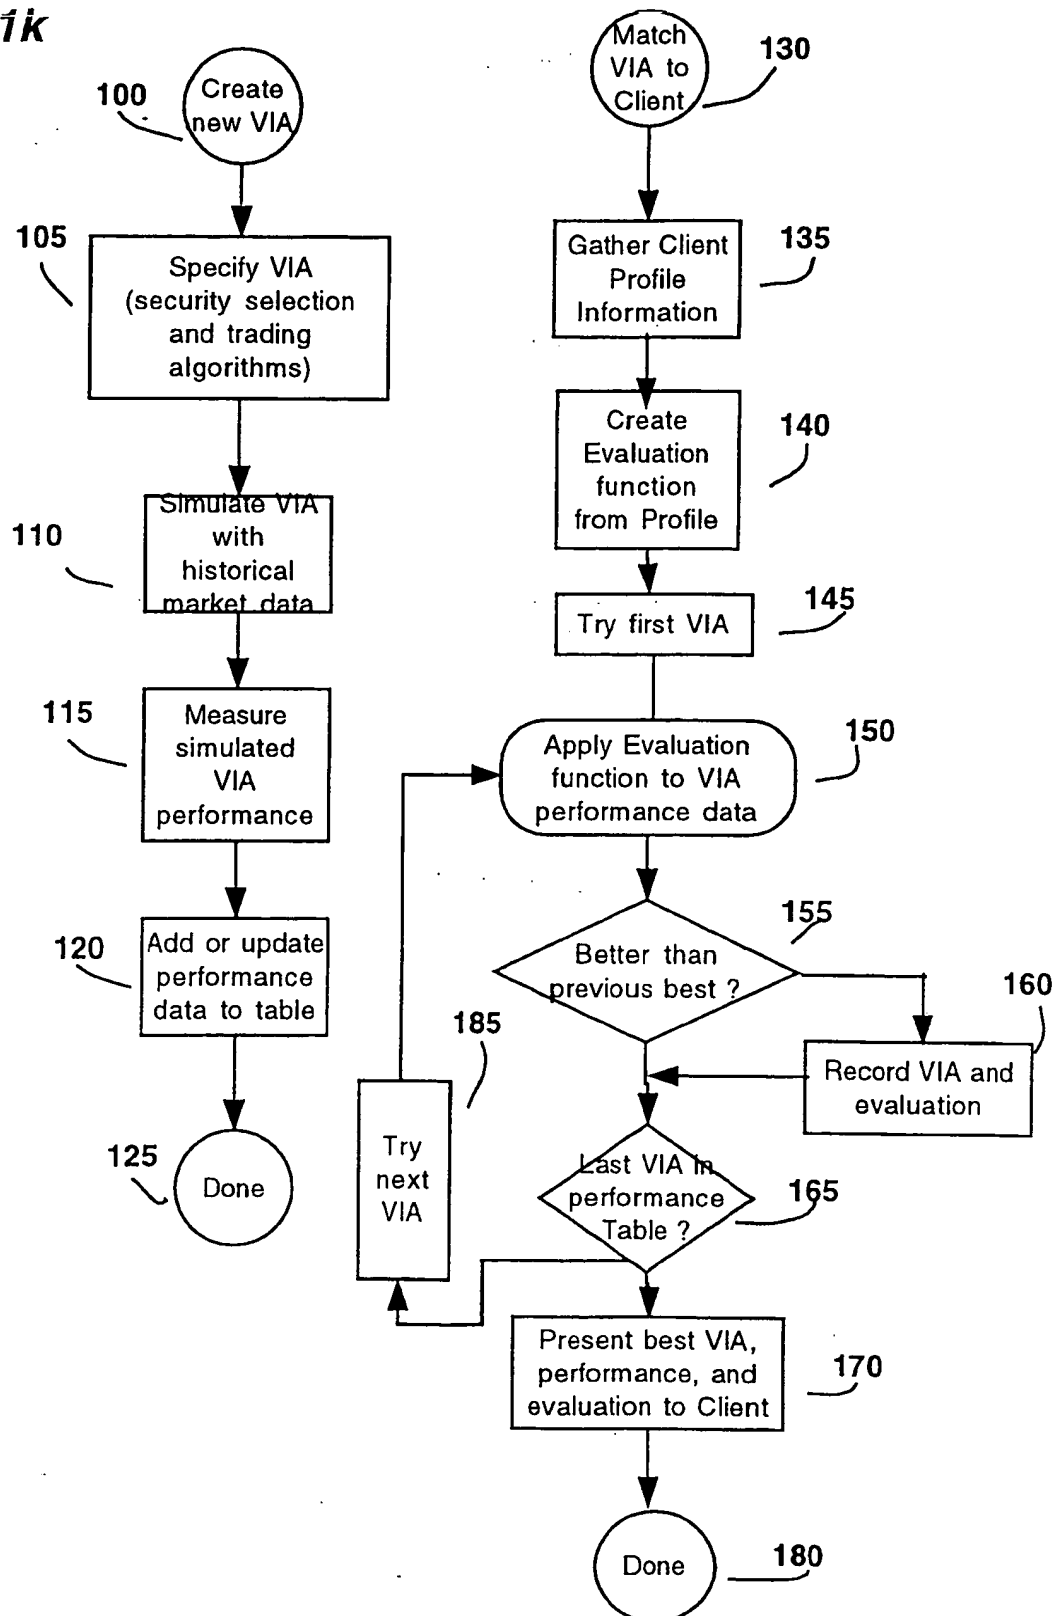 1k
100
Create
new VIA
105
Specify VIA
(security selection
and trading
algorithms)
110
Simulate VIA
with
historical
market data
115
Measure
simulated
VIA
performance
120
Add or update
performance
data to table
125
Done
130
Match
VIA to
Client
135
Gather Client
Profile
Information
140
Create
Evaluation
function
from Profile
145
Try first VIA
150
Apply Evaluation
function to VIA
performance data
155
Better than
previous best ?
160
Record VIA and
evaluation
185
Try
next
VIA
165
Last VIA in
performance
Table ?
170
Present best VIA,
performance, and
evaluation to Client
180
Done